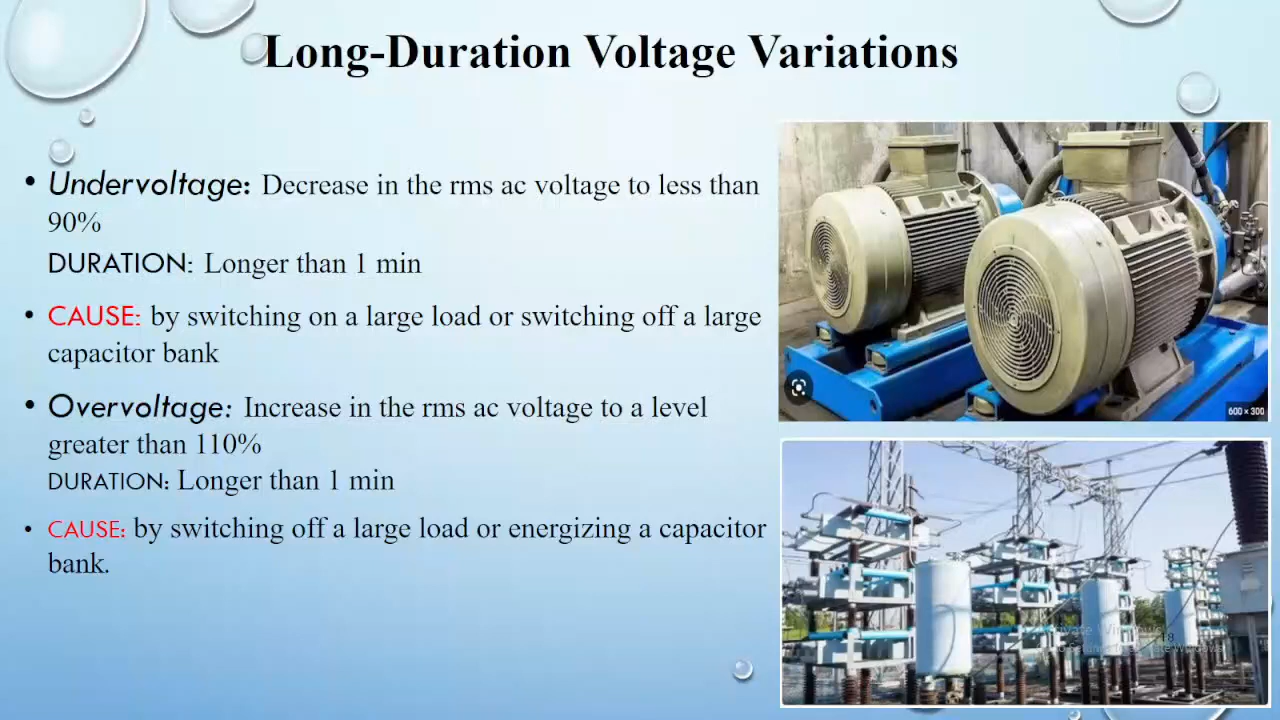 Long-Duration Voltage Variations
• Undervoltage: Decrease in the rms ac voltage to less than
90%
DURATION: Longer than 1 min
• CAUSE: by switching on a large load or switching off a large
capacitor bank
• Overvoltage: Increase in the rms ac voltage to a level
greater than 110%
DURATION: Longer than 1 min
• CAUSE: by switching off a large load or energizing a capacitor
bank.
600 × 300
Activate Windows
18